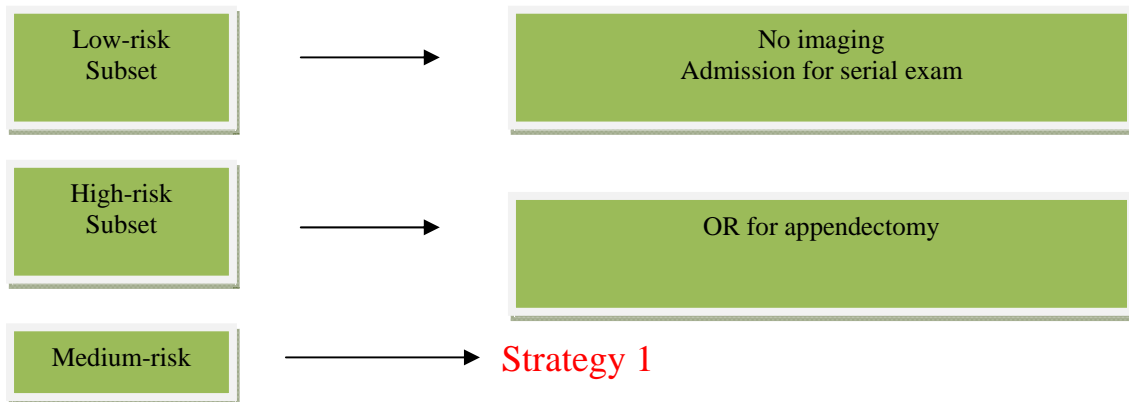 Low-risk
Subset
No imaging
Admission for serial exam
High-risk
Subset
OR for appendectomy
Medium-risk
Strategy 1